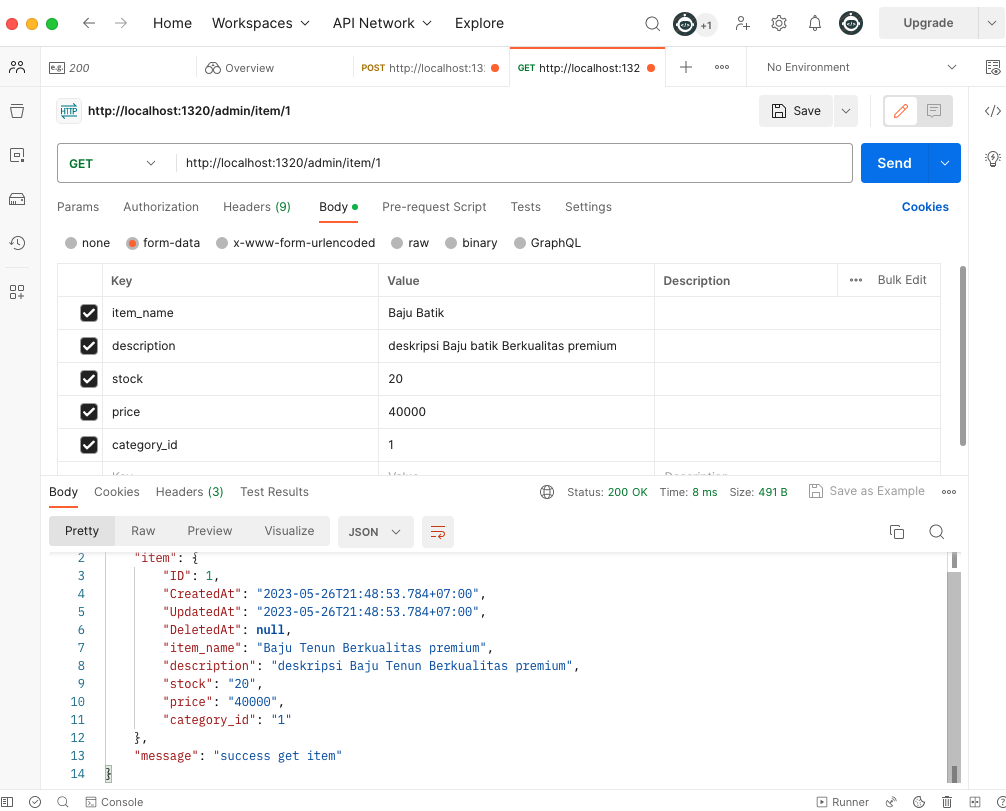 Home Workspaces API Network Explore +1 Upgrade
e.g. 200 Overview POST http://localhost:13 GET http://localhost:132 No Environment
HTTP http://localhost:1320/admin/item/1 Save
GET http://localhost:1320/admin/item/1 Send
Params Authorization Headers (9) Body Pre-request Script Tests Settings Cookies
none form-data x-www-form-urlencoded raw binary GraphQL
Key Value Description Bulk Edit
item_name Baju Batik
description deskripsi Baju batik Berkualitas premium
stock 20
price 40000
category_id 1
Key Value Description
Body Cookies Headers (3) Test Results Status: 200 OK Time: 8 ms Size: 491 B Save as Example
Pretty Raw Preview Visualize JSON
2 "item": {
3 "ID": 1,
4 "CreatedAt": "2023-05-26T21:48:53.784+07:00",
5 "UpdatedAt": "2023-05-26T21:48:53.784+07:00",
6 "DeletedAt": null,
7 "item_name": "Baju Tenun Berkualitas premium",
8 "description": "deskripsi Baju Tenun Berkualitas premium",
9 "stock": "20",
10 "price": "40000",
11 "category_id": "1"
12 },
13 "message": "success get item"
14 }
Console Runner